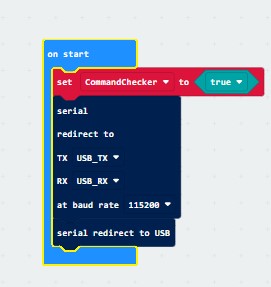 on start
set CommandChecker to true
serial
redirect to
TX USB_TX
RX USB_RX
at baud rate 115200
serial redirect to USB